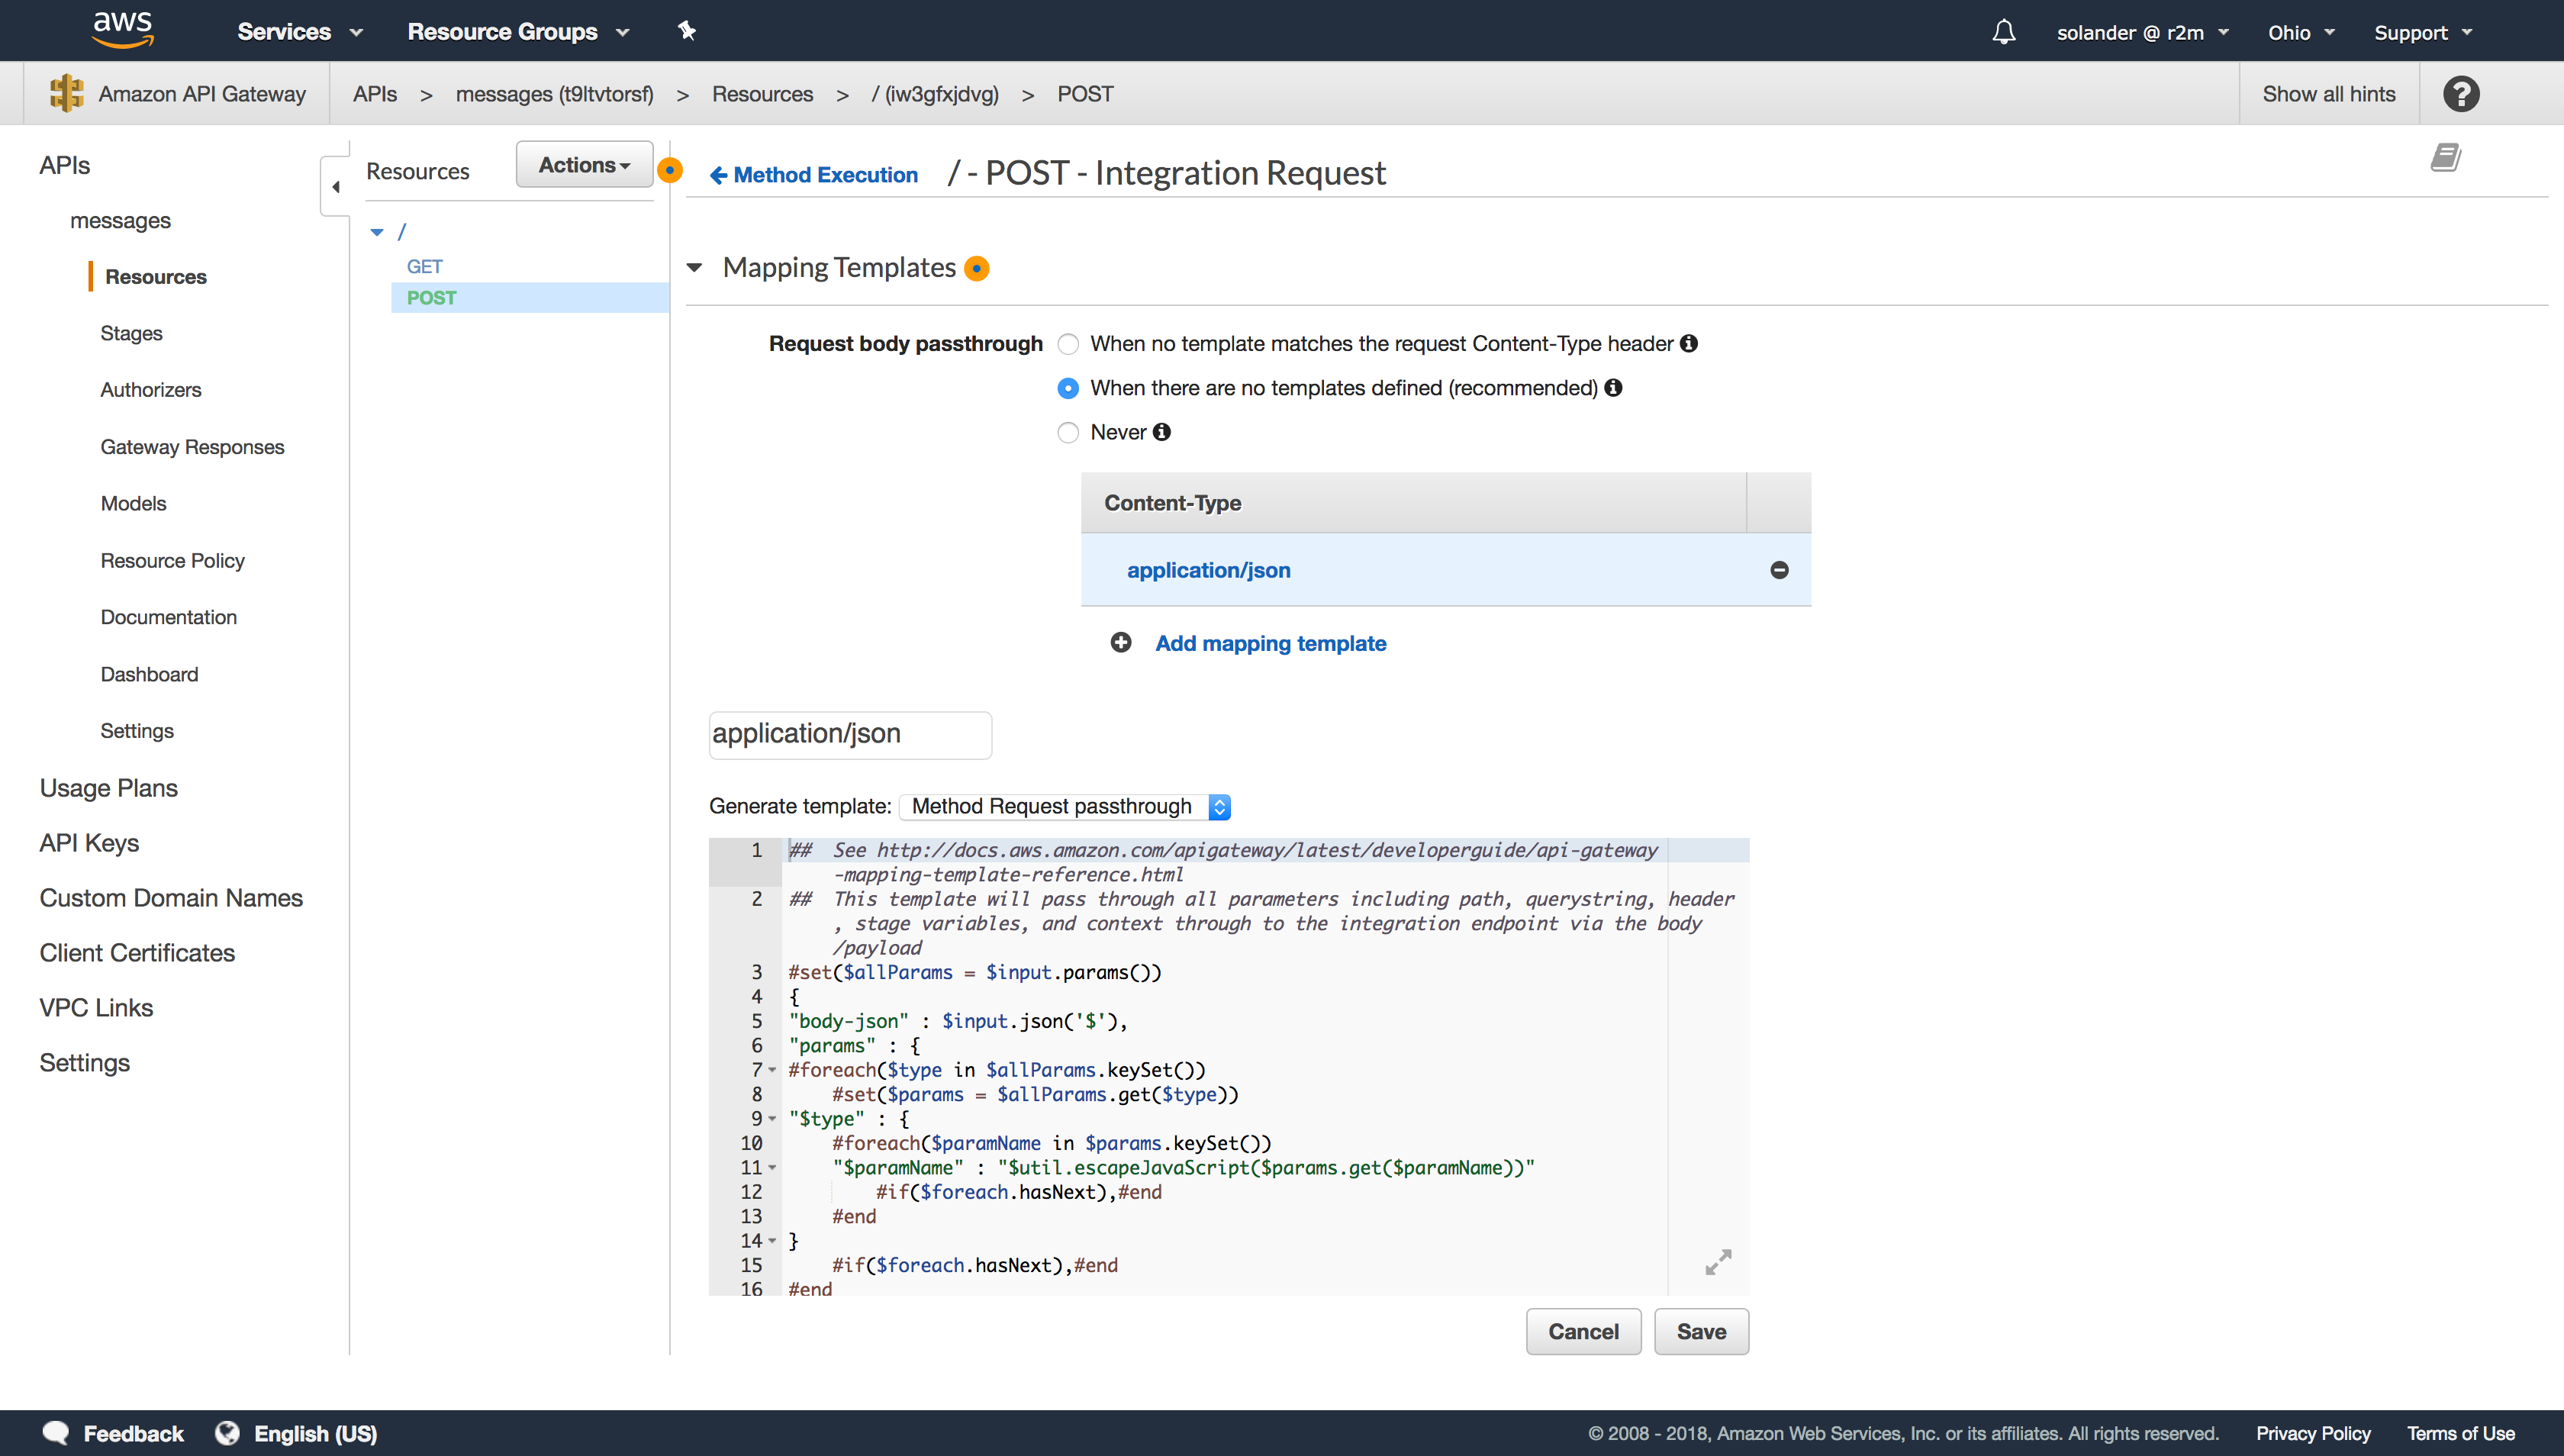 aws Services Resource Groups solander @ r2m Ohio Support
Amazon API Gateway APIs > messages (t9ltvtorsf) > Resources > / (iw3gfxjdvg) > POST Show all hints ?
APIs
messages
Resources
Stages
Authorizers
Gateway Responses
Models
Resource Policy
Documentation
Dashboard
Settings
Usage Plans
API Keys
Custom Domain Names
Client Certificates
VPC Links
Settings
Resources Actions
/
GET
POST
Method Execution / - POST - Integration Request
Mapping Templates
Request body passthrough When no template matches the request Content-Type header
When there are no templates defined (recommended)
Never
Content-Type
application/json
Add mapping template
application/json
Generate template: Method Request passthrough
1 ## See http://docs.aws.amazon.com/apigateway/latest/developerguide/api-gateway
-mapping-template-reference.html
2 ## This template will pass through all parameters including path, querystring, header
, stage variables, and context through to the integration endpoint via the body
/payload
3 #set($allParams = $input.params())
4 {
5 "body-json" : $input.json('$'),
6 "params" : {
7 #foreach($type in $allParams.keySet())
8 #set($params = $allParams.get($type))
9 "$type" : {
10 #foreach($paramName in $params.keySet())
11 "$paramName" : "$util.escapeJavaScript($params.get($paramName))"
12 #if($foreach.hasNext),#end
13 #end
14 }
15 #if($foreach.hasNext),#end
16 #end
Cancel Save
Feedback English (US) © 2008 - 2018, Amazon Web Services, Inc. or its affiliates. All rights reserved. Privacy Policy Terms of Use